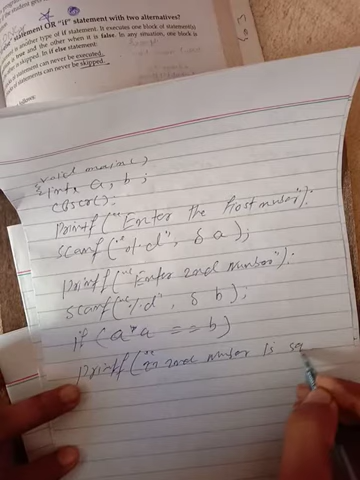 statement OR "if" statement with two alternatives?
is another type of if statement. It executes one block of statement(s)
is true and the other when it is false. In any situation, one block is
In if else statement:
statement can never be executed.
statements can never be skipped.
void main()
int a, b;
clrscr();
Printf("Enter the first number");
Scanf("%d", & a);
printf("Enter 2nd Number");
Scanf("%d", & b);
if (a*a == b)
printf(" 2nd number is sq